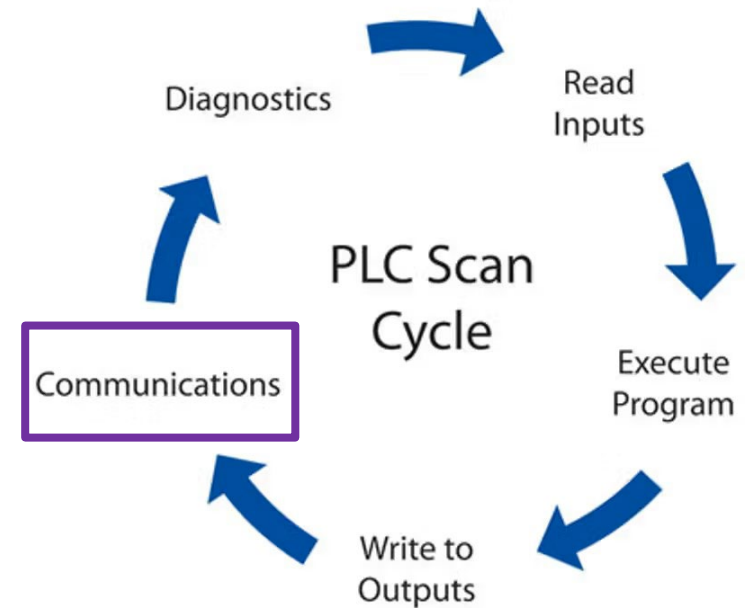 PLC Scan
Cycle
Diagnostics
Read
Inputs
Execute
Program
Write to
Outputs
Communications